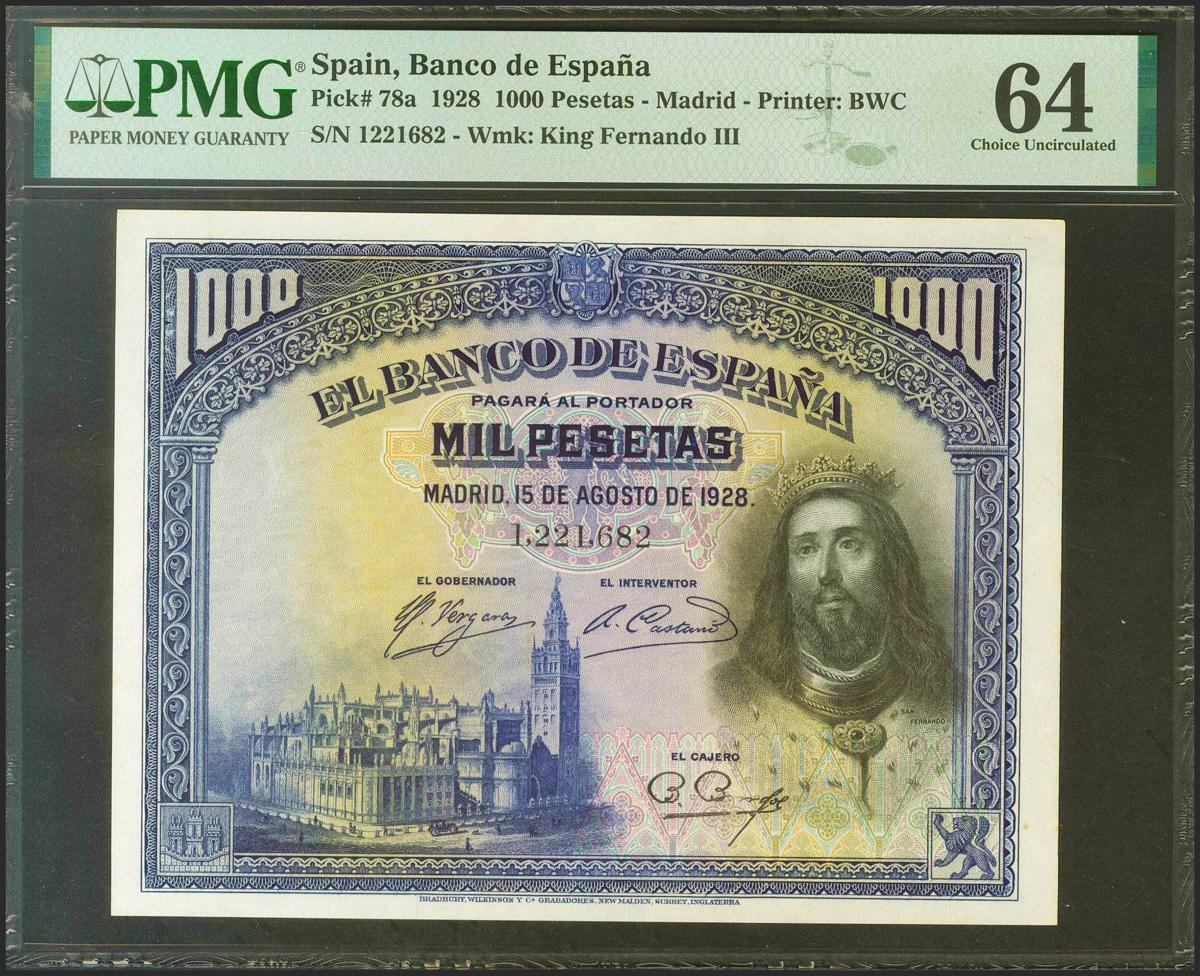 PMG®
PAPER MONEY GUARANTY
Spain, Banco de España
Pick# 78a 1928 1000 Pesetas - Madrid - Printer: BWC
S/N 1221682 - Wmk: King Fernando III
64
Choice Uncirculated
1000
1000
EL BANCO DE ESPAÑA
PAGARÁ AL PORTADOR
MIL PESETAS
MADRID, 15 DE AGOSTO DE 1928.
1,221,682
EL GOBERNADOR
EL INTERVENTOR
Vergara
A. Castaño
SAN
FERNANDO
EL CAJERO
BRADBURY, WILKINSON Y Cª GRABADORES, NEW MALDEN, SURREY, INGLATERRA